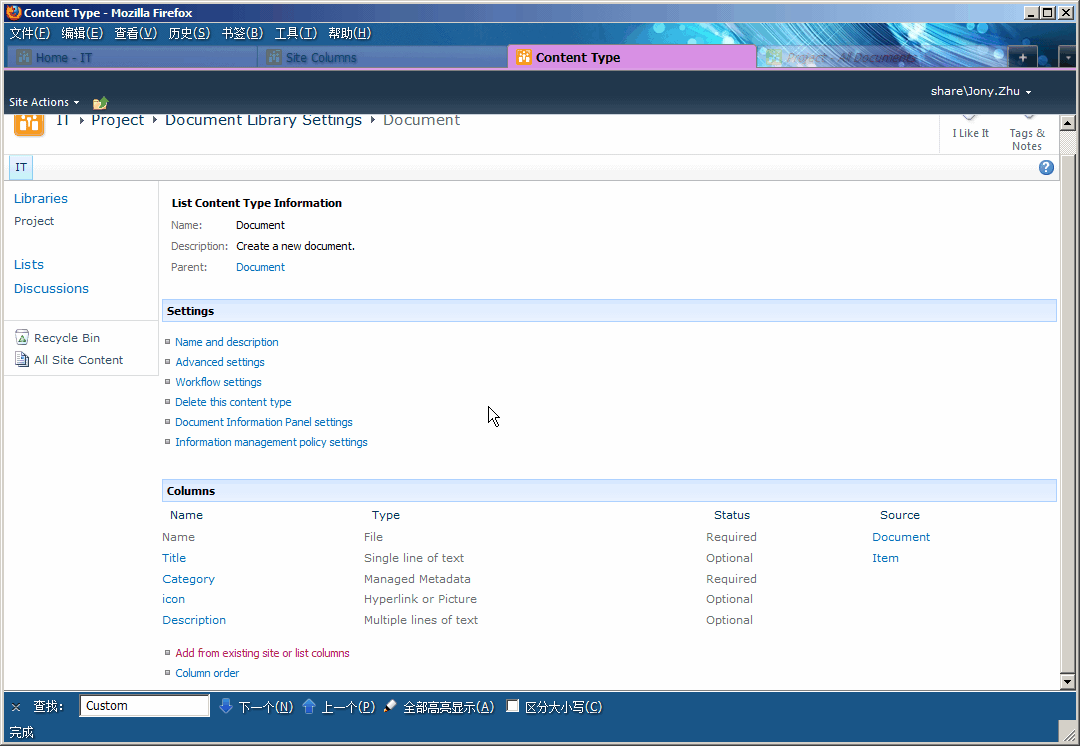 Content Type - Mozilla Firefox
文件(F) 编辑(E) 查看(V) 历史(S) 书签(B) 工具(T) 帮助(H)
Home - IT
Site Columns
Content Type
Project - All Documents
Site Actions
share\Jony.Zhu
IT Project Document Library Settings Document
I Like It
Tags &
Notes
IT
Libraries
Project
Lists
Discussions
Recycle Bin
All Site Content
List Content Type Information
Name: Document
Description: Create a new document.
Parent: Document
Settings
Name and description
Advanced settings
Workflow settings
Delete this content type
Document Information Panel settings
Information management policy settings
Columns
Name Type Status Source
Name File Required Document
Title Single line of text Optional Item
Category Managed Metadata Required
icon Hyperlink or Picture Optional
Description Multiple lines of text Optional
Add from existing site or list columns
Column order
查找: Custom 下一个(N) 上一个(P) 全部高亮显示(A) 区分大小写(C)
完成